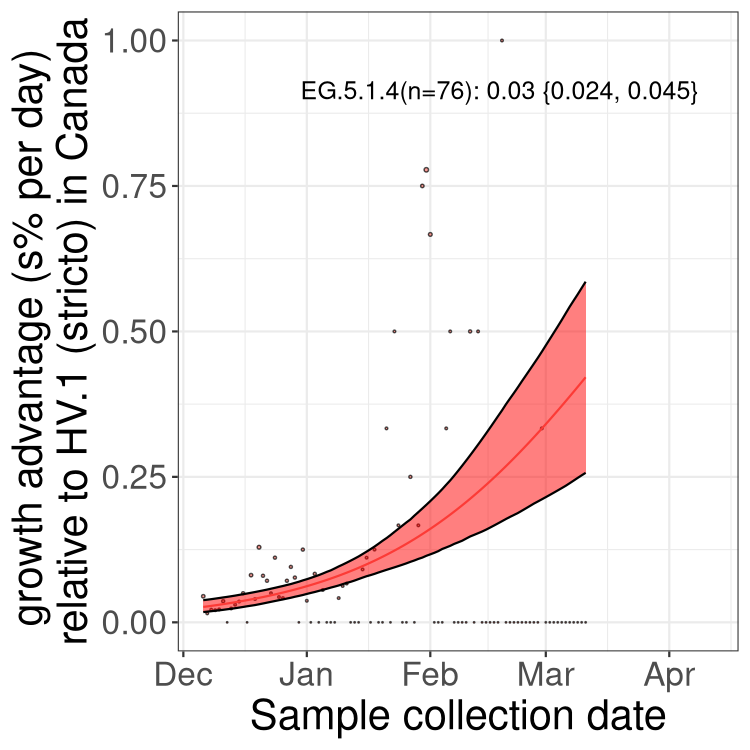 growth advantage (s% per day)
relative to HV.1 (stricto) in Canada
1.00
0.75
0.50
0.25
0.00
EG.5.1.4(n=76): 0.03 {0.024, 0.045}
Dec Jan Feb Mar Apr
Sample collection date